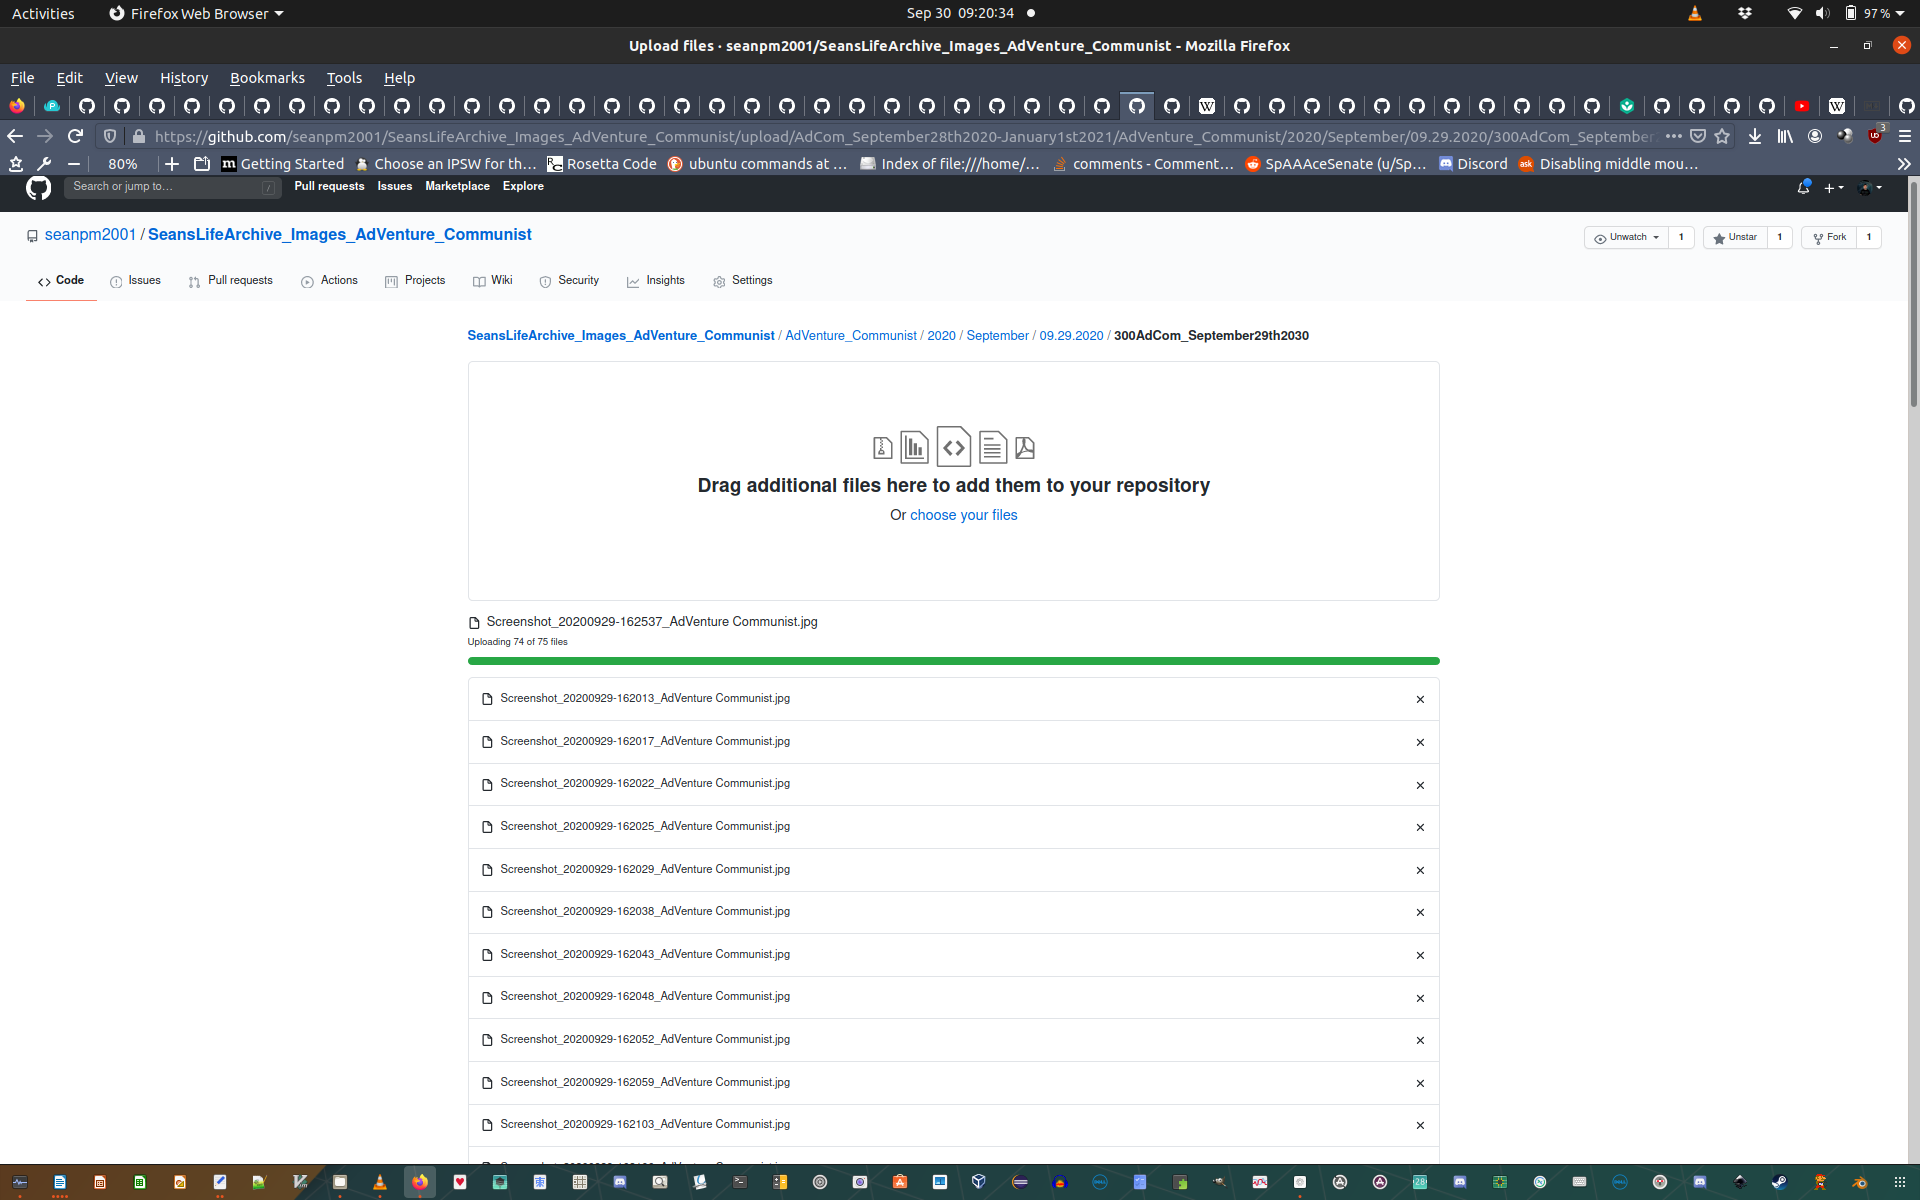 Activities Firefox Web Browser Sep 30 09:20:34 97 %
Upload files · seanpm2001/SeansLifeArchive_Images_AdVenture_Communist - Mozilla Firefox
File Edit View History Bookmarks Tools Help
https://github.com/seanpm2001/SeansLifeArchive_Images_AdVenture_Communist/upload/AdCom_September28th2020-January1st2021/AdVenture_Communist/2020/September/09.29.2020/300AdCom_September 3
80% Getting Started Choose an IPSW for th… Rosetta Code ubuntu commands at … Index of file:///home/… comments - Comment… SpAAAceSenate (u/Sp… Discord Disabling middle mou…
Search or jump to… / Pull requests Issues Marketplace Explore
seanpm2001 / SeansLifeArchive_Images_AdVenture_Communist Unwatch 1 Unstar 1 Fork 1
Code Issues Pull requests Actions Projects Wiki Security Insights Settings
SeansLifeArchive_Images_AdVenture_Communist / AdVenture_Communist / 2020 / September / 09.29.2020 / 300AdCom_September29th2030
Drag additional files here to add them to your repository
Or choose your files
Screenshot_20200929-162537_AdVenture Communist.jpg
Uploading 74 of 75 files
Screenshot_20200929-162013_AdVenture Communist.jpg
Screenshot_20200929-162017_AdVenture Communist.jpg
Screenshot_20200929-162022_AdVenture Communist.jpg
Screenshot_20200929-162025_AdVenture Communist.jpg
Screenshot_20200929-162029_AdVenture Communist.jpg
Screenshot_20200929-162038_AdVenture Communist.jpg
Screenshot_20200929-162043_AdVenture Communist.jpg
Screenshot_20200929-162048_AdVenture Communist.jpg
Screenshot_20200929-162052_AdVenture Communist.jpg
Screenshot_20200929-162059_AdVenture Communist.jpg
Screenshot_20200929-162103_AdVenture Communist.jpg